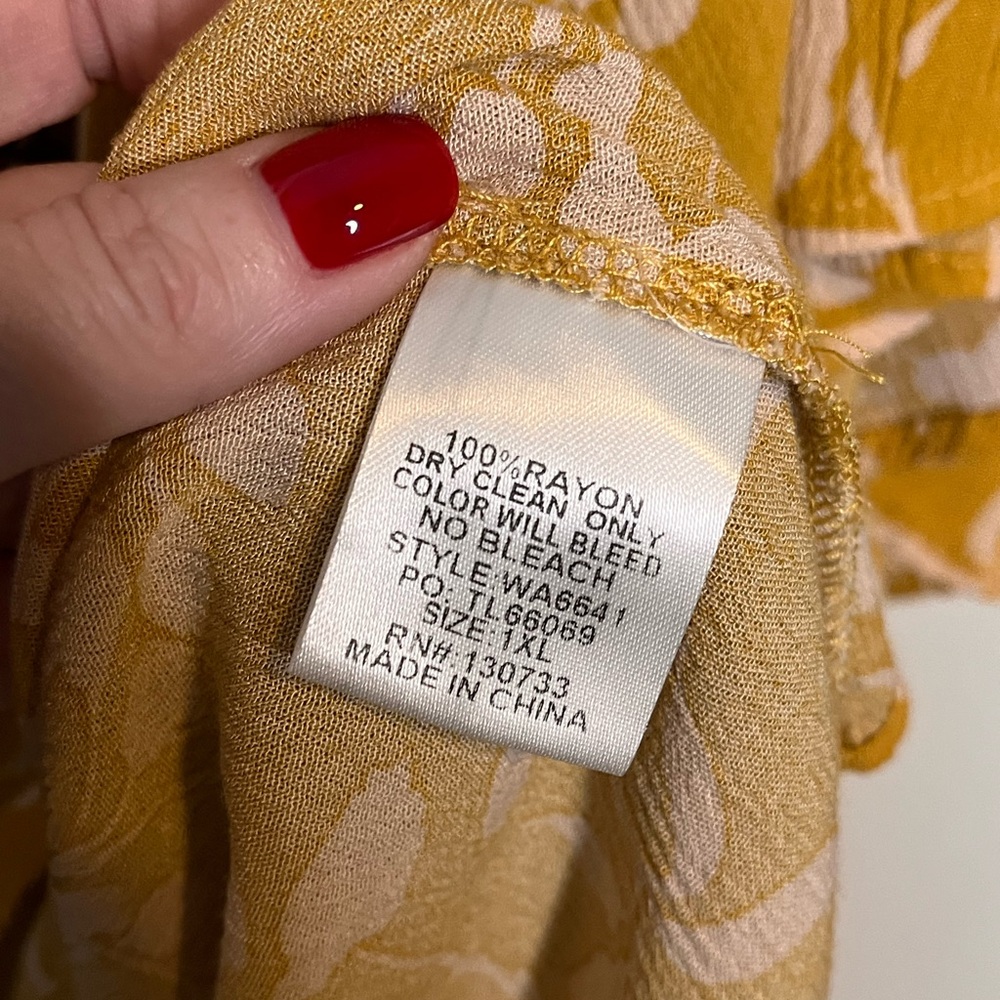 100%RAYON
DRY CLEAN ONLY
COLOR WILL BLEED
NO BLEACH
STYLE:WA6641
PO: TL66069
SIZE:1XL
RN#:130733
MADE IN CHINA